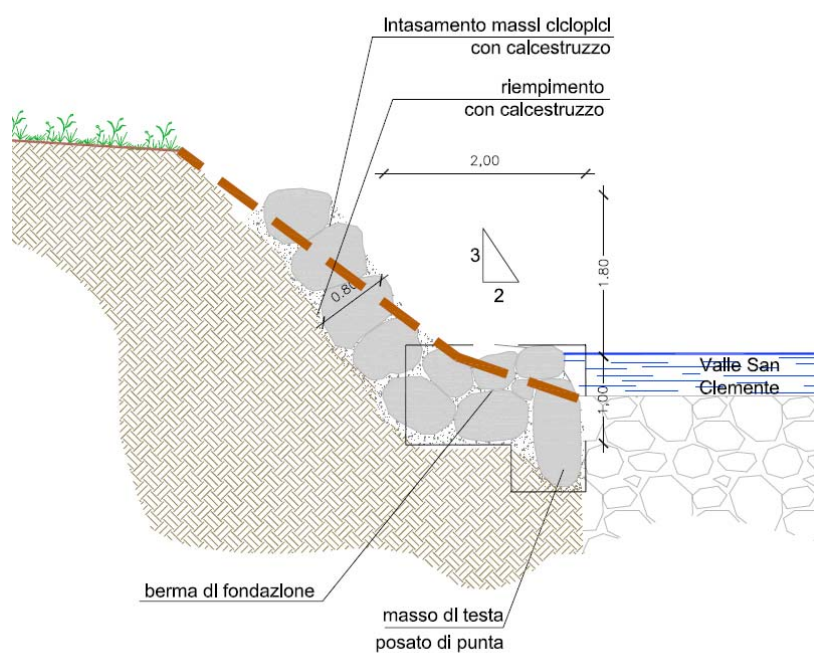 Intasamento massi ciclopici
con calcestruzzo
riempimento
con calcestruzzo
2,00
3
2
1.80
0.80
Valle San
Clemente
1,00
berma di fondazione
masso di testa
posato di punta